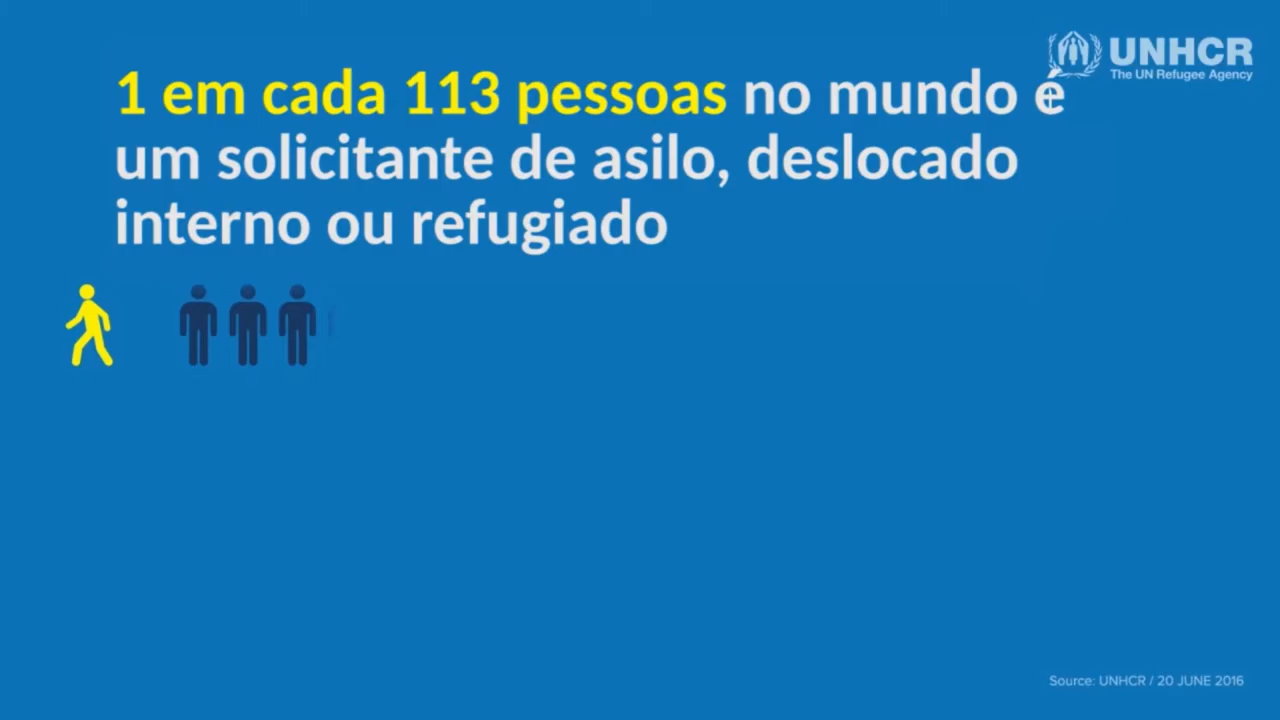 UNHCR
The UN Refugee Agency
1 em cada 113 pessoas no mundo é
um solicitante de asilo, deslocado
interno ou refugiado
Source: UNHCR / 20 JUNE 2016